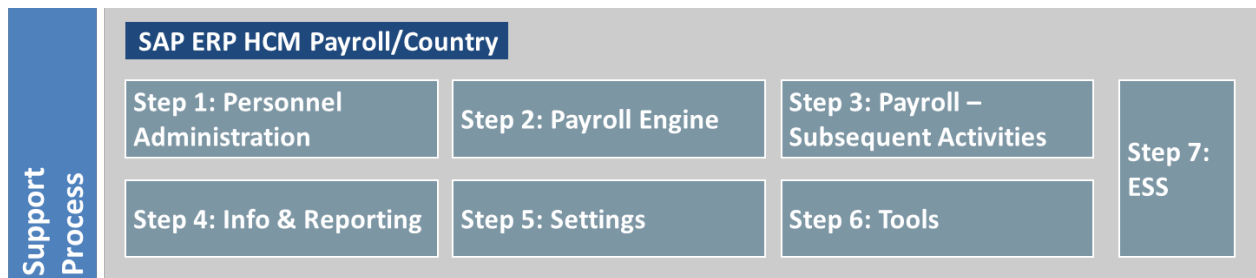 Support
Process
SAP ERP HCM Payroll/Country
Step 1: Personnel
Administration
Step 2: Payroll Engine
Step 3: Payroll –
Subsequent Activities
Step 7:
ESS
Step 4: Info & Reporting
Step 5: Settings
Step 6: Tools